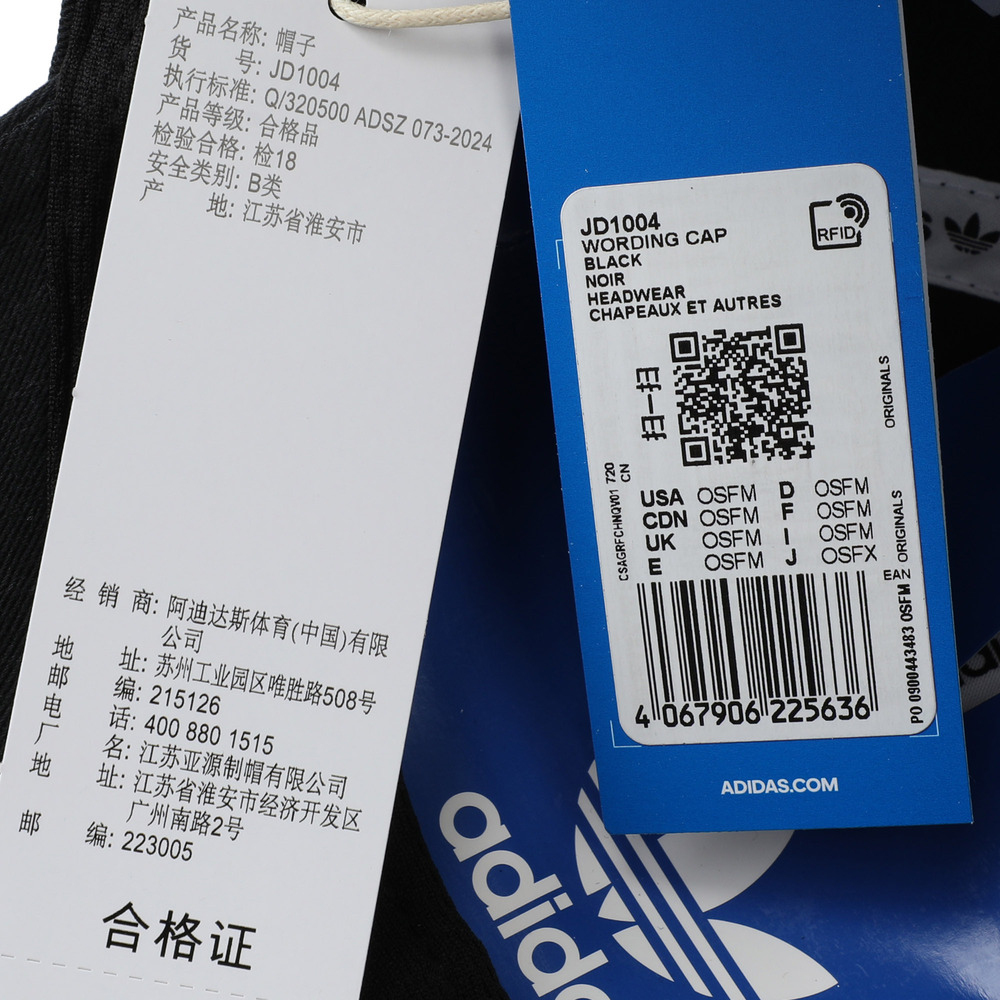 产品名称: 帽子
货 号: JD1004
执行标准: Q/320500 ADSZ 073-2024
产品等级: 合格品
检验合格: 检18
安全类别: B类
产 地: 江苏省淮安市
经 销 商: 阿迪达斯体育(中国)有限
公司
地 址: 苏州工业园区唯胜路508号
邮 编: 215126
电 话: 400 880 1515
厂 名: 江苏亚源制帽有限公司
地 址: 江苏省淮安市经济开发区
广州南路2号
邮 编: 223005
合格证
JD1004
WORDING CAP
BLACK
NOIR
HEADWEAR
CHAPEAUX ET AUTRES
RFID
扫一扫
ORIGINALS
CSAGRFCHNQV01 720
CN
USA OSFM D OSFM
CDN OSFM F OSFM
UK OSFM I OSFM
E OSFM J OSFX
EAN ORIGINALS
PO 0900443483 OSFM N
4 067906 225636
ADIDAS.COM
adidas